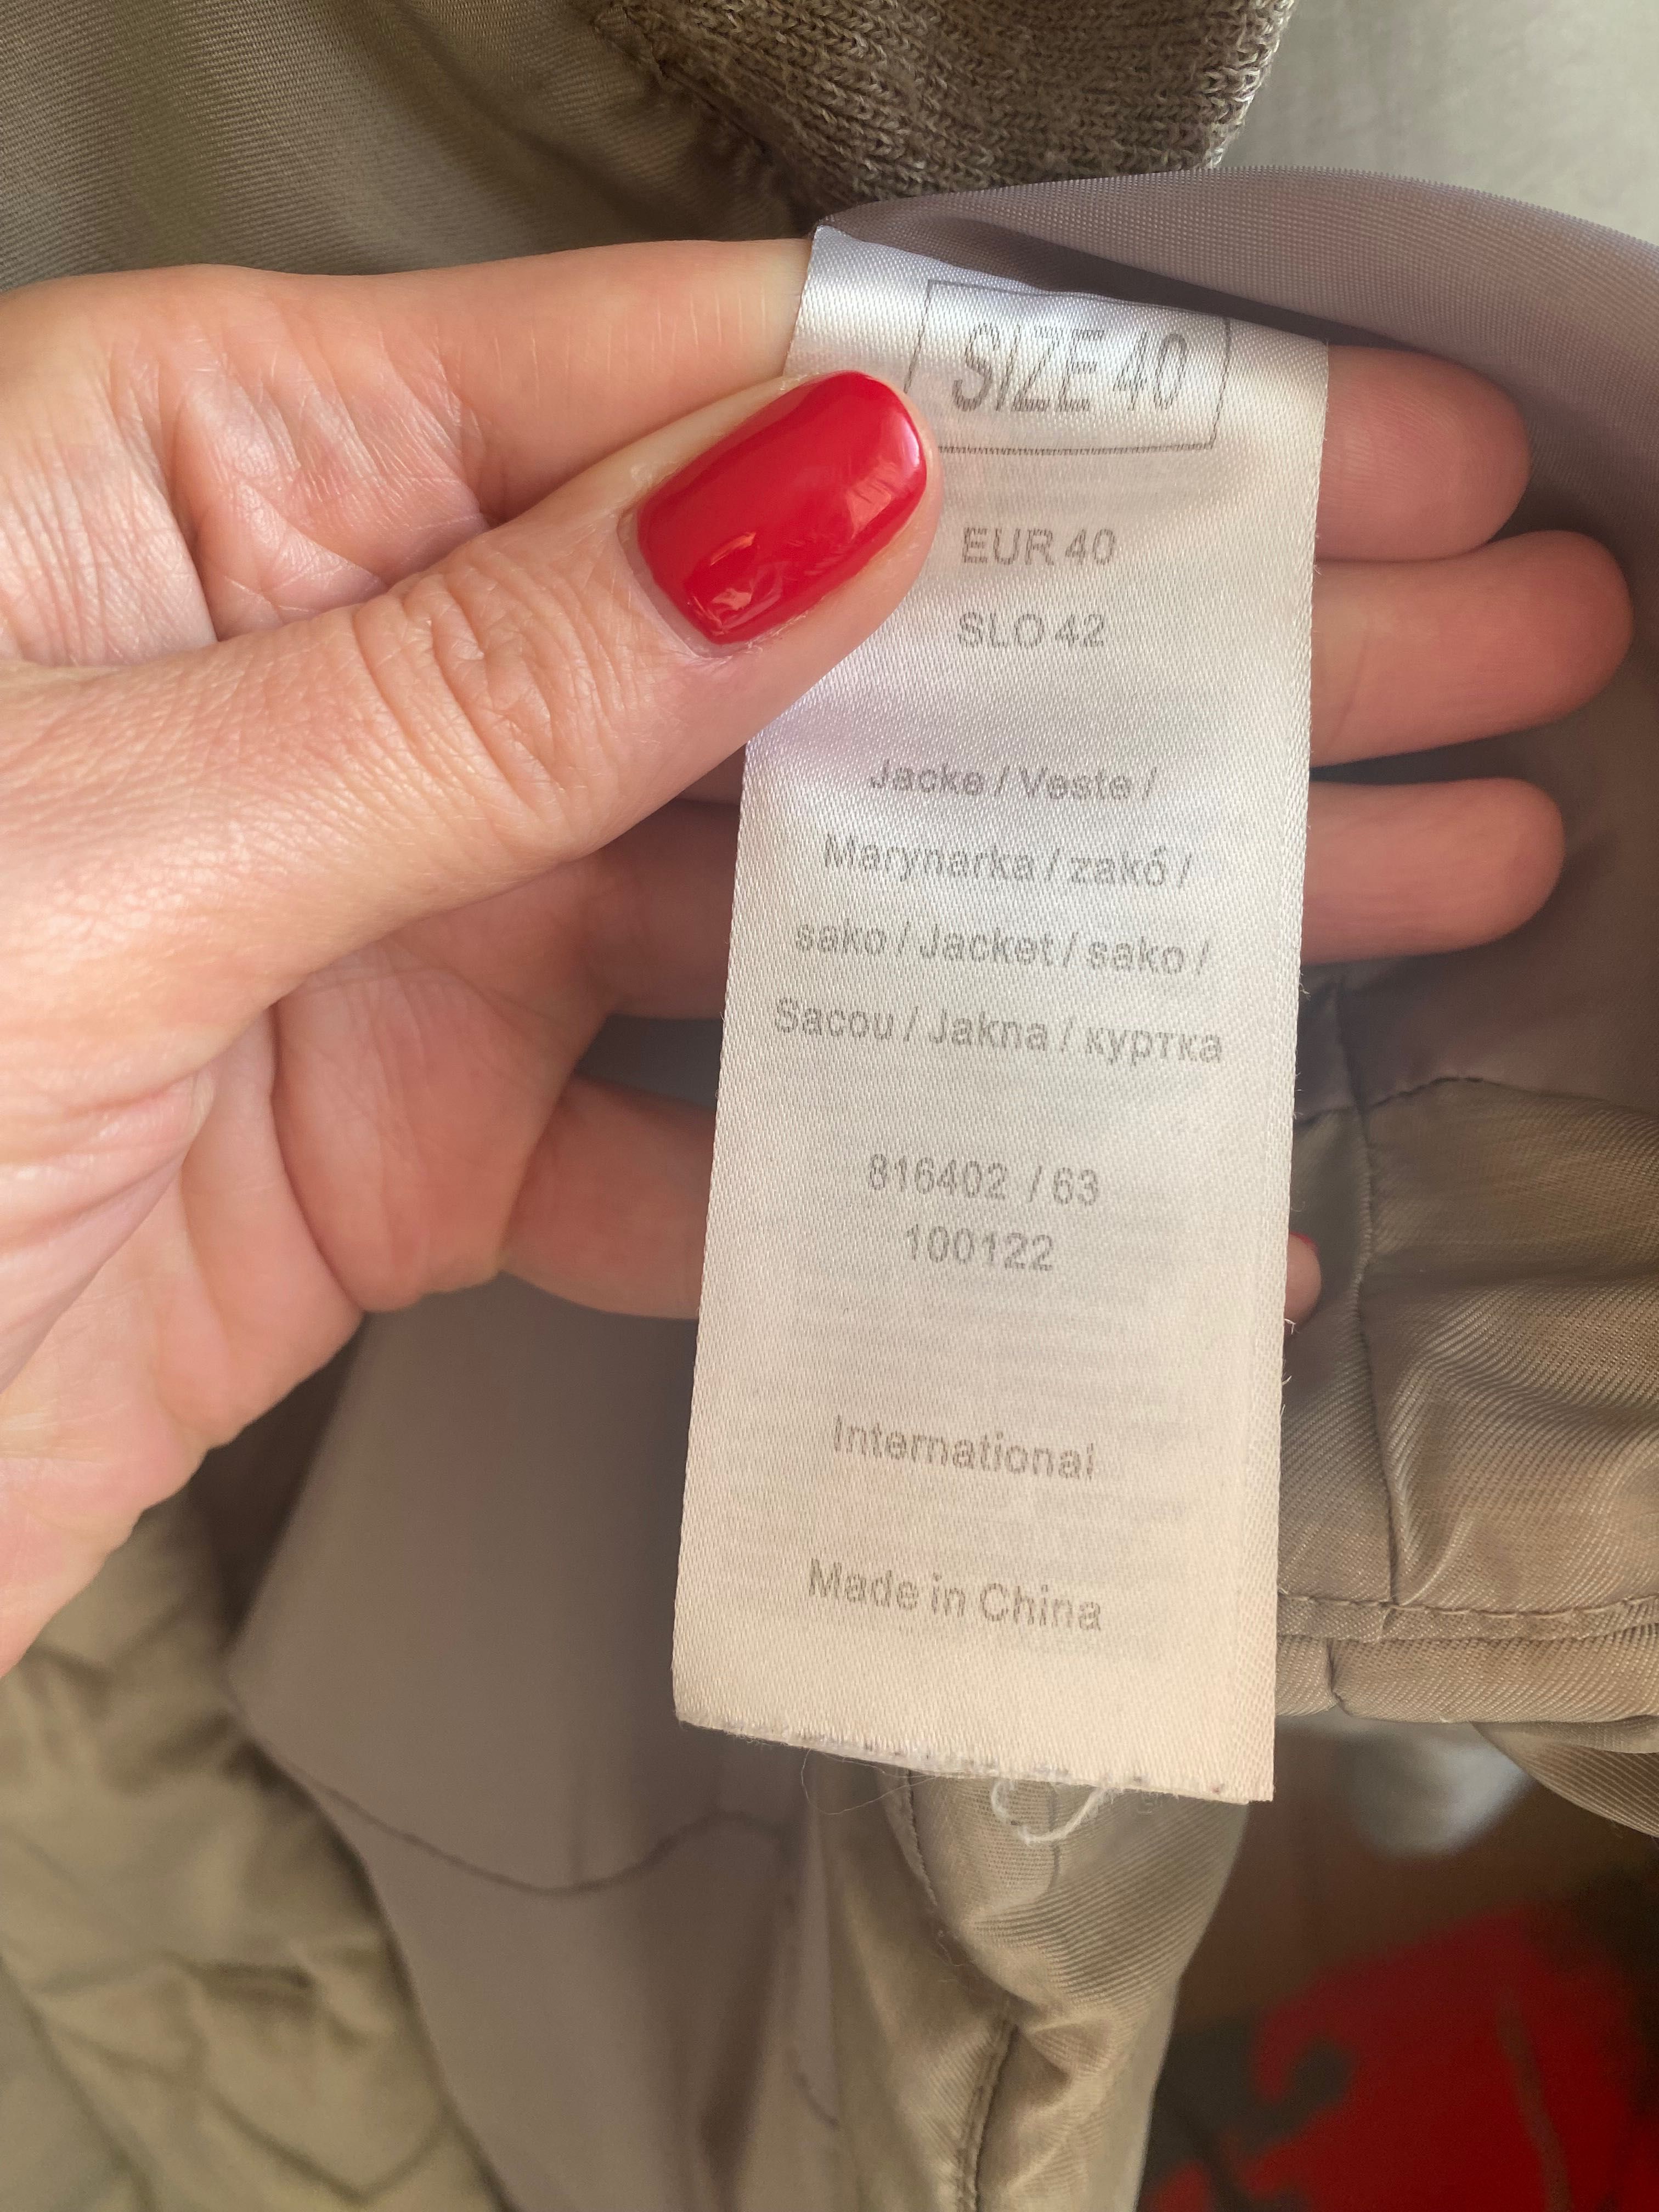 SIZE 40
EUR 40
SLO 42
Jacke / Veste /
Marynarka / zakó /
sako / Jacket / sako /
Sacou / Jakna / куртка
816402 / 63
100122
International
Made in China